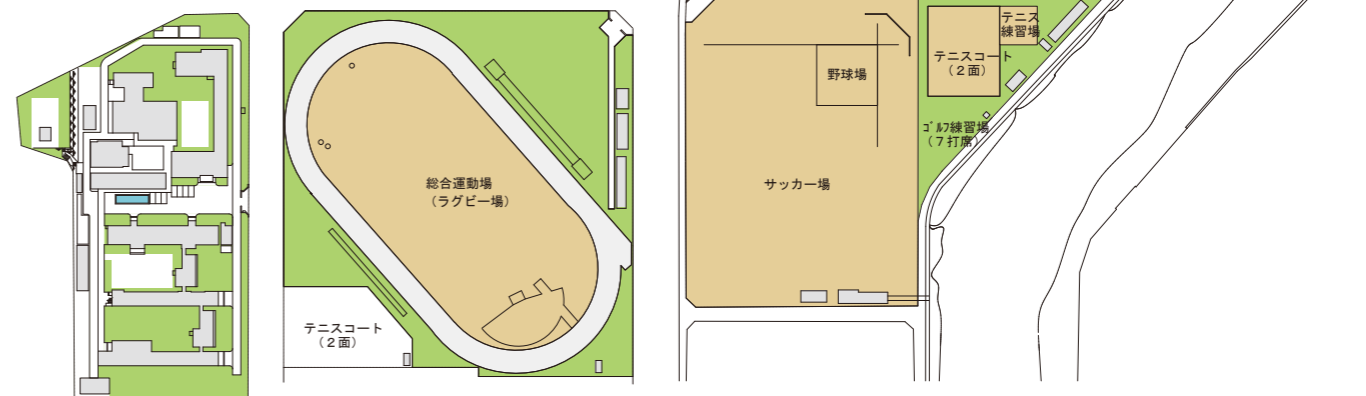 総合運動場
（ラグビー場）
テニスコート
（２面）
サッカー場
野球場
テニス
練習場
テニスコート
（２面）
ｺﾞﾙﾌ練習場
（７打席）